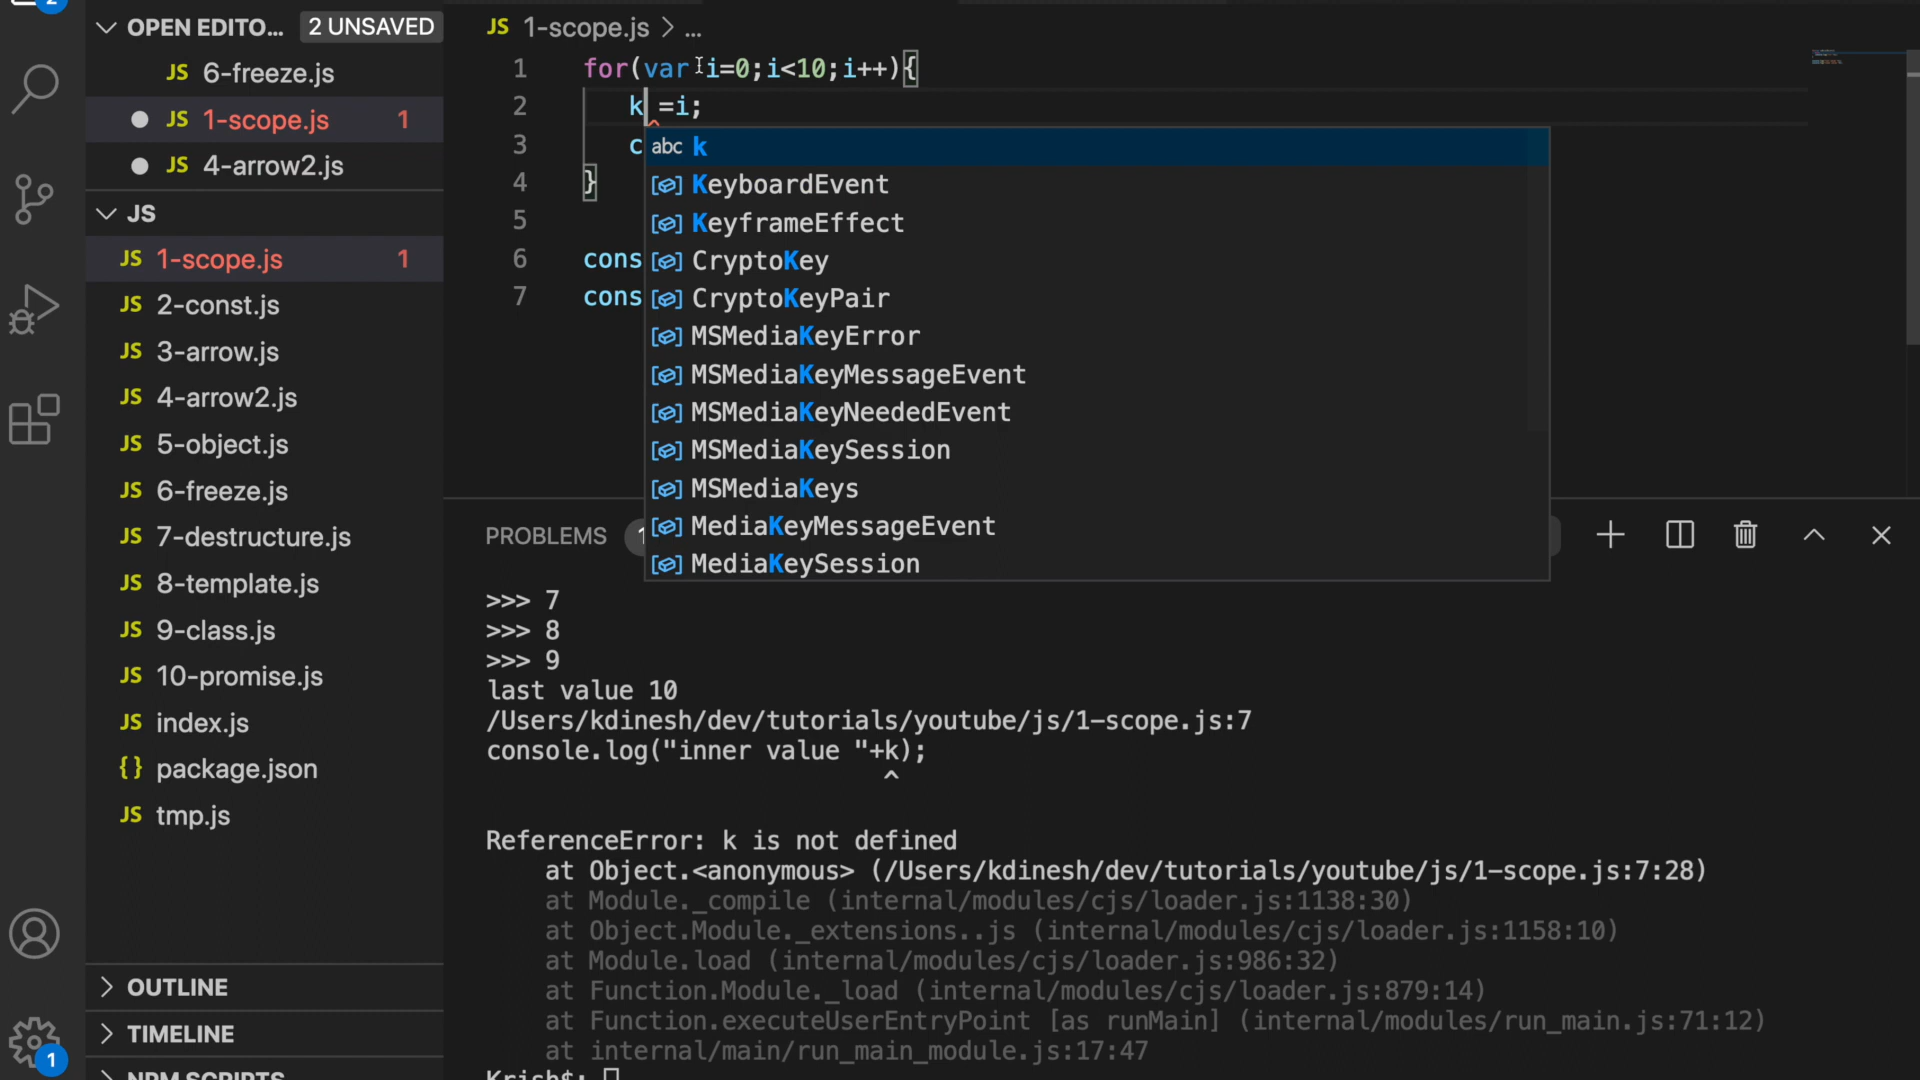 2
OPEN EDITO... 2 UNSAVED
JS 6-freeze.js
JS 1-scope.js 1
JS 4-arrow2.js
JS
JS 1-scope.js 1
JS 2-const.js
JS 3-arrow.js
JS 4-arrow2.js
JS 5-object.js
JS 6-freeze.js
JS 7-destructure.js
JS 8-template.js
JS 9-class.js
JS 10-promise.js
JS index.js
{} package.json
JS tmp.js
OUTLINE
TIMELINE
NPM SCRIPTS
1
JS 1-scope.js > ...
1 for(var i=0;i<10;i++){
2 k =i;
3 c
4 }
5
6 cons
7 cons
abc k
KeyboardEvent
KeyframeEffect
CryptoKey
CryptoKeyPair
MSMediaKeyError
MSMediaKeyMessageEvent
MSMediaKeyNeededEvent
MSMediaKeySession
MSMediaKeys
MediaKeyMessageEvent
MediaKeySession
PROBLEMS 1
>>> 7
>>> 8
>>> 9
last value 10
/Users/kdinesh/dev/tutorials/youtube/js/1-scope.js:7
console.log("inner value "+k);
^
ReferenceError: k is not defined
at Object.<anonymous> (/Users/kdinesh/dev/tutorials/youtube/js/1-scope.js:7:28)
at Module._compile (internal/modules/cjs/loader.js:1138:30)
at Object.Module._extensions..js (internal/modules/cjs/loader.js:1158:10)
at Module.load (internal/modules/cjs/loader.js:986:32)
at Function.Module._load (internal/modules/cjs/loader.js:879:14)
at Function.executeUserEntryPoint [as runMain] (internal/modules/run_main.js:71:12)
at internal/main/run_main_module.js:17:47
Krish$: